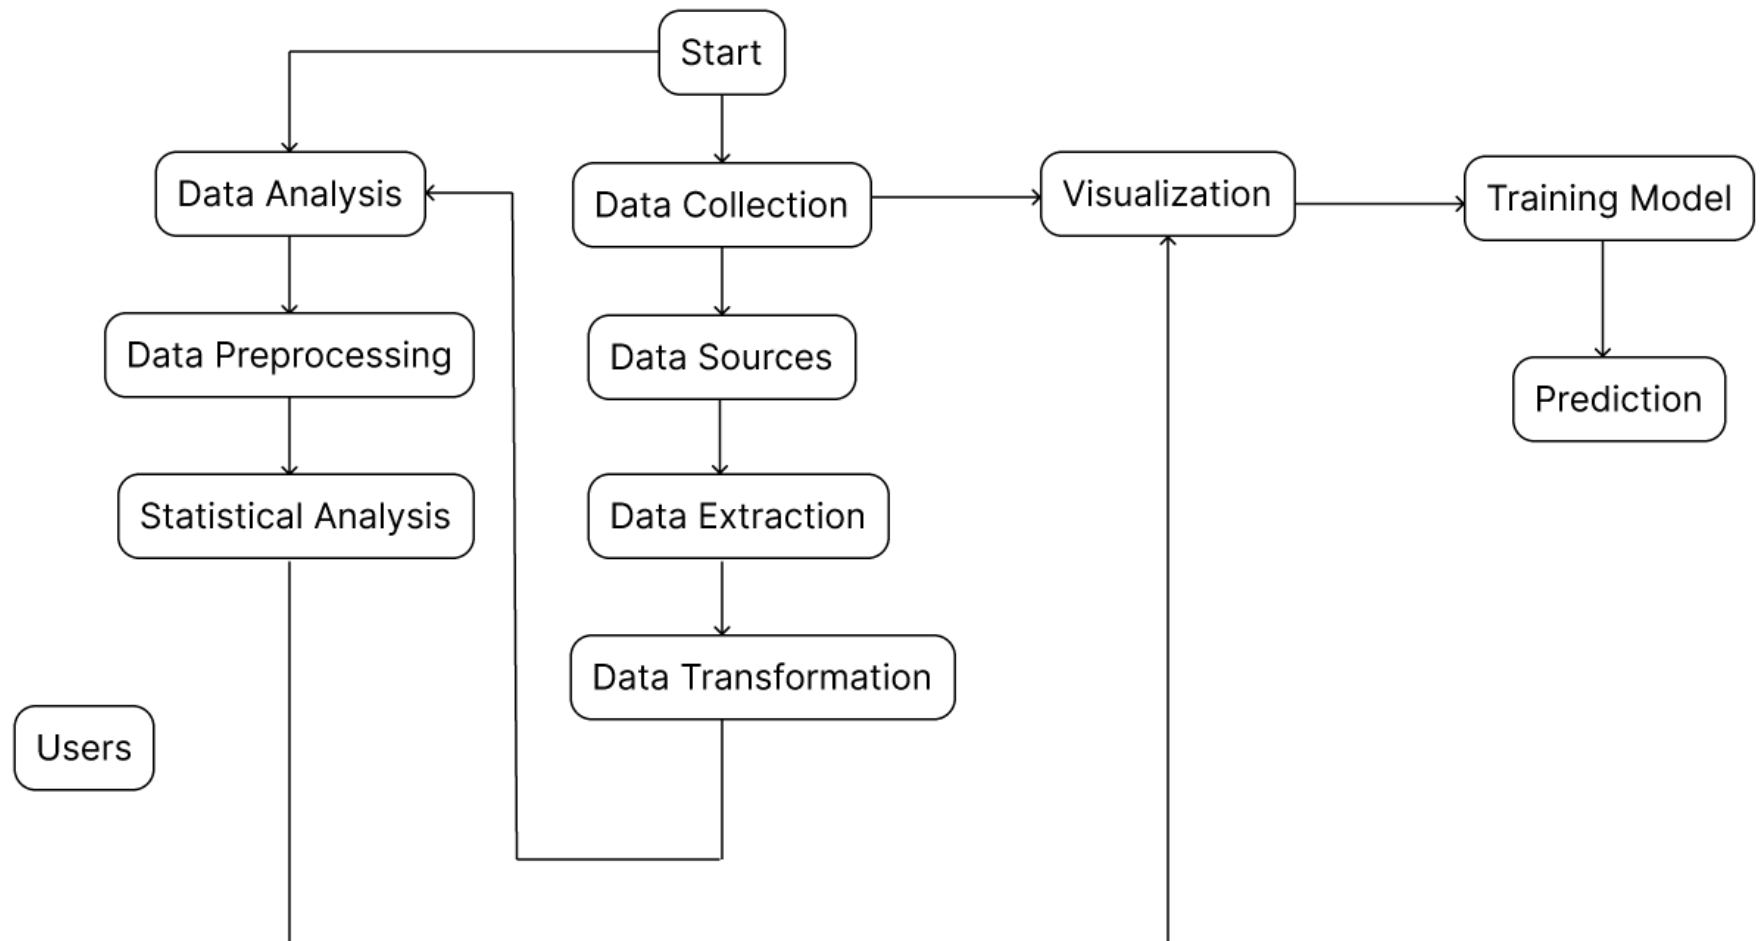 Start
Data Analysis
Data Collection
Visualization
Training Model
Data Preprocessing
Data Sources
Prediction
Statistical Analysis
Data Extraction
Data Transformation
Users